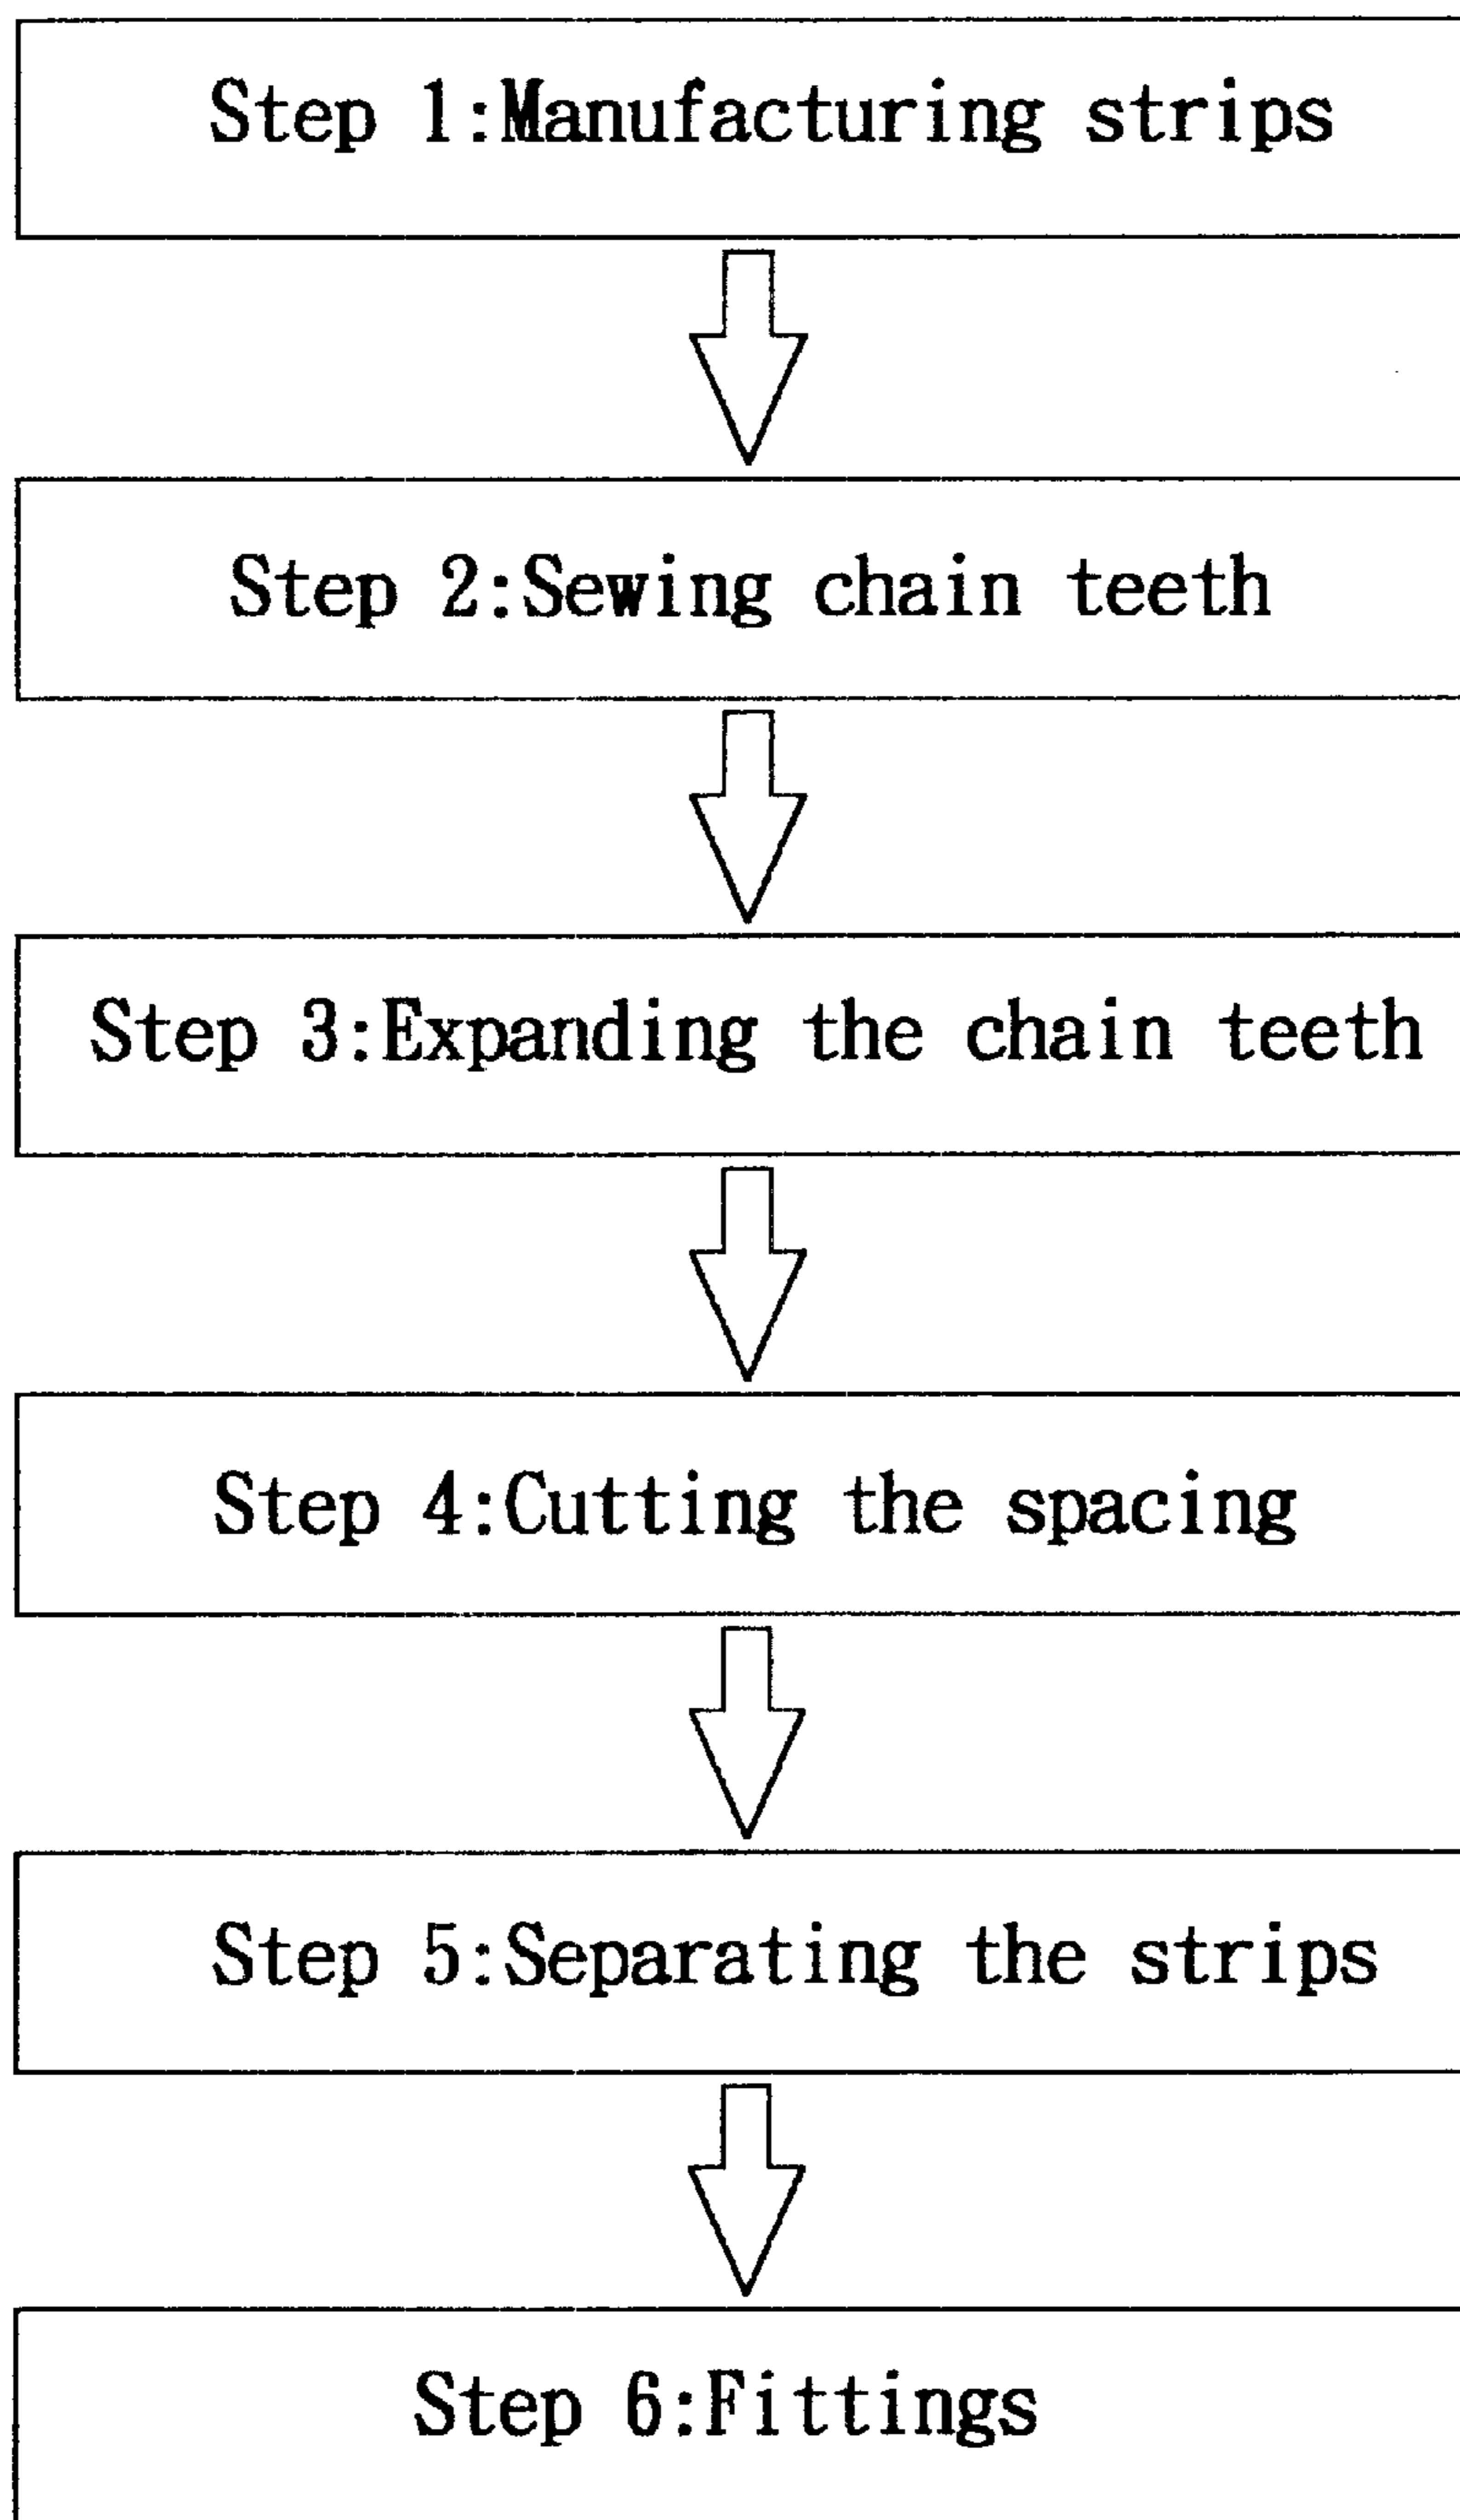 Step 1:Manufacturing strips
Step 2:Sewing chain teeth
Step 3:Expanding the chain teeth
Step 4:Cutting the spacing
Step 5:Separating the strips
Step 6:Fittings